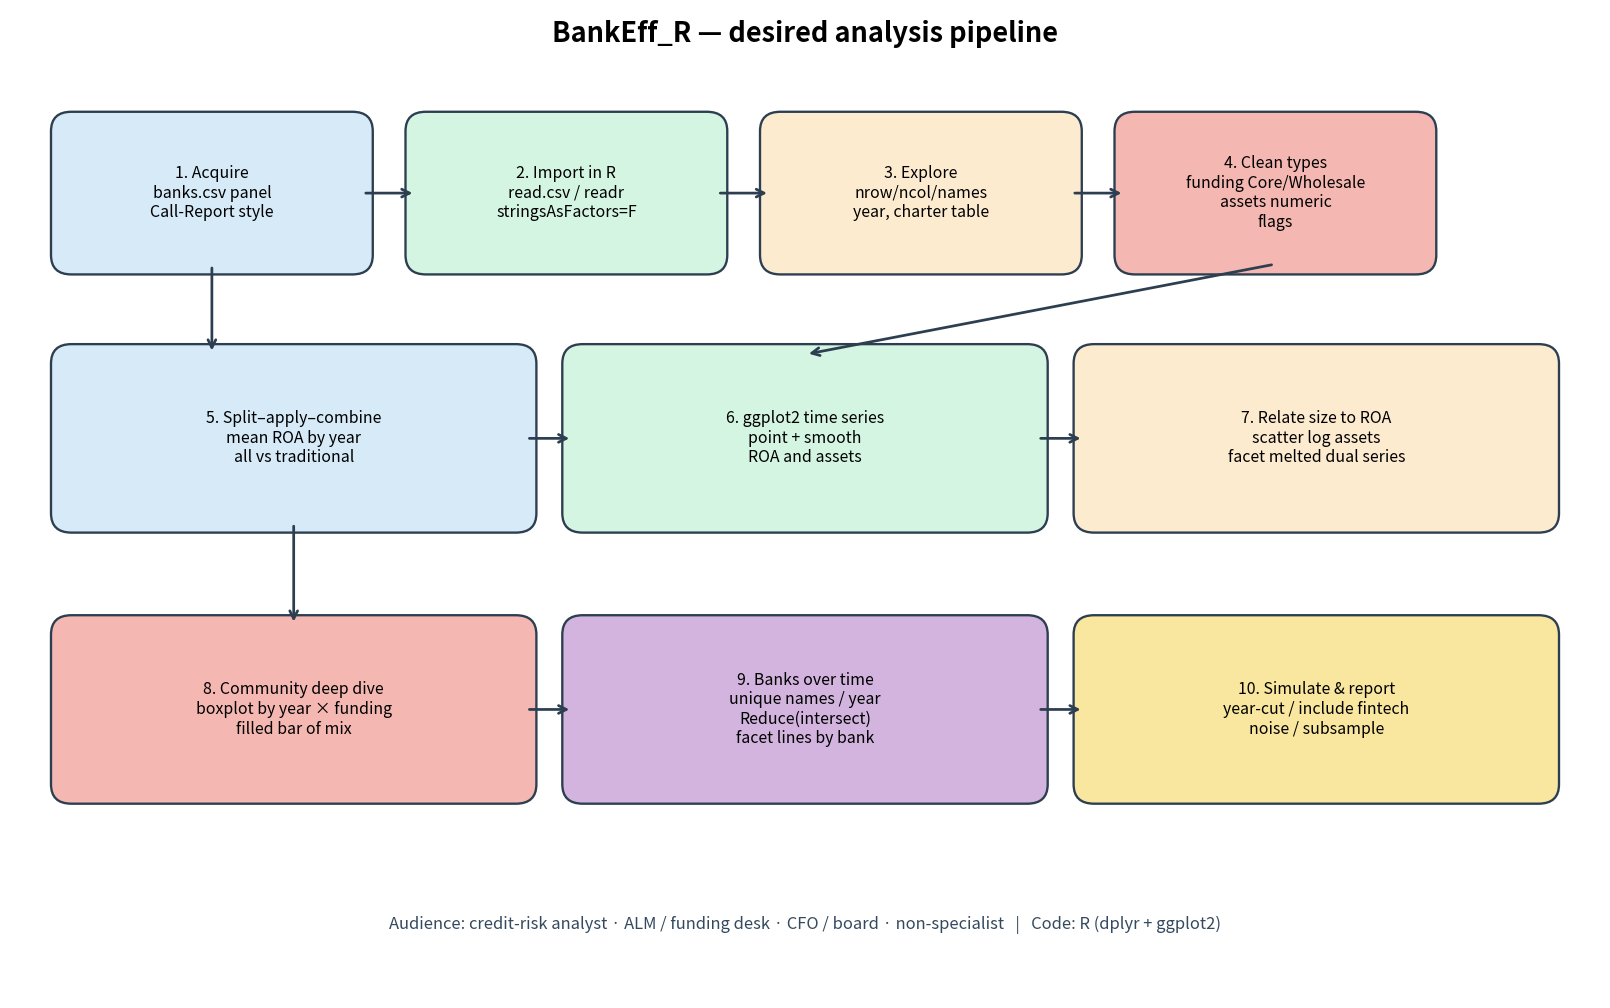 BankEff_R — desired analysis pipeline
1. Acquire
banks.csv panel
Call-Report style
2. Import in R
read.csv / readr
stringsAsFactors=F
3. Explore
nrow/ncol/names
year, charter table
4. Clean types
funding Core/Wholesale
assets numeric
flags
5. Split–apply–combine
mean ROA by year
all vs traditional
6. ggplot2 time series
point + smooth
ROA and assets
7. Relate size to ROA
scatter log assets
facet melted dual series
8. Community deep dive
boxplot by year × funding
filled bar of mix
9. Banks over time
unique names / year
Reduce(intersect)
facet lines by bank
10. Simulate & report
year-cut / include fintech
noise / subsample
Audience: credit-risk analyst · ALM / funding desk · CFO / board · non-specialist | Code: R (dplyr + ggplot2)